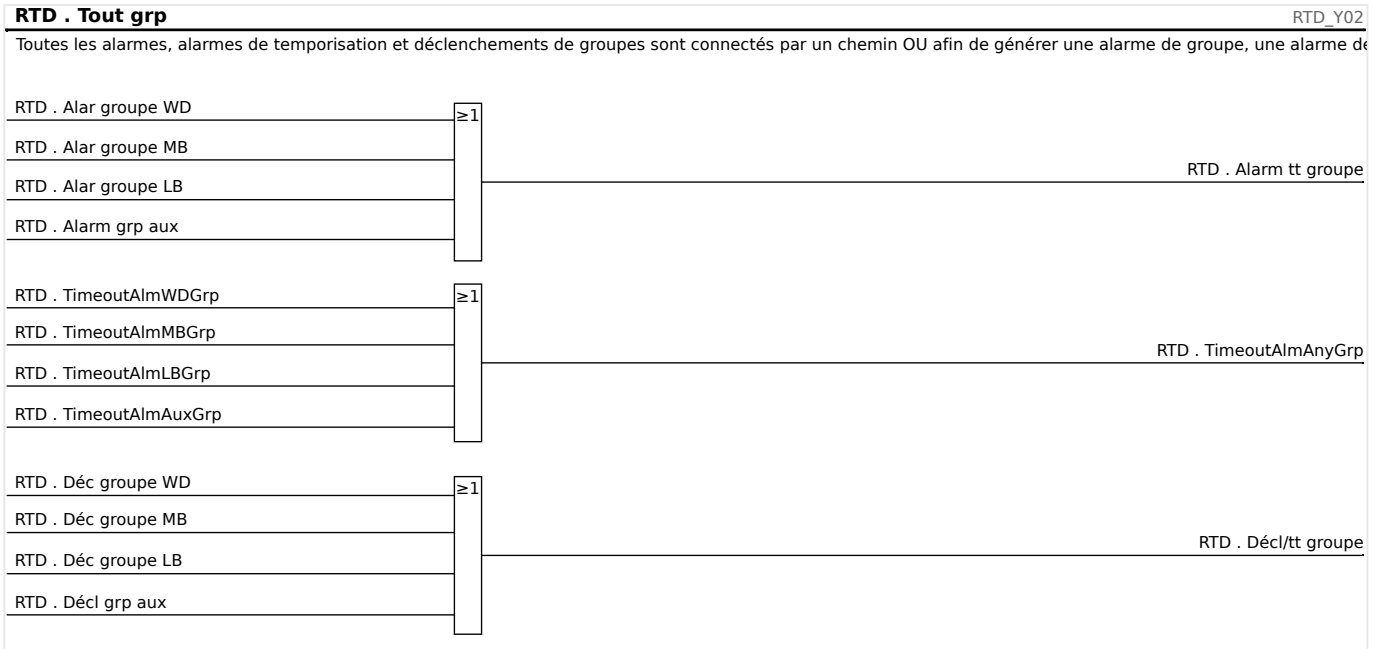 RTD . Tout grp
RTD_Y02
Toutes les alarmes, alarmes de temporisation et déclenchements de groupes sont connectés par un chemin OU afin de générer une alarme de groupe, une alarme de
RTD . Alar groupe WD
≥1
RTD . Alar groupe MB
RTD . Alarm tt groupe
RTD . Alar groupe LB
RTD . Alarm grp aux
RTD . TimeoutAlmWDGrp
≥1
RTD . TimeoutAlmMBGrp
RTD . TimeoutAlmAnyGrp
RTD . TimeoutAlmLBGrp
RTD . TimeoutAlmAuxGrp
RTD . Déc groupe WD
≥1
RTD . Déc groupe MB
RTD . Décl/tt groupe
RTD . Déc groupe LB
RTD . Décl grp aux